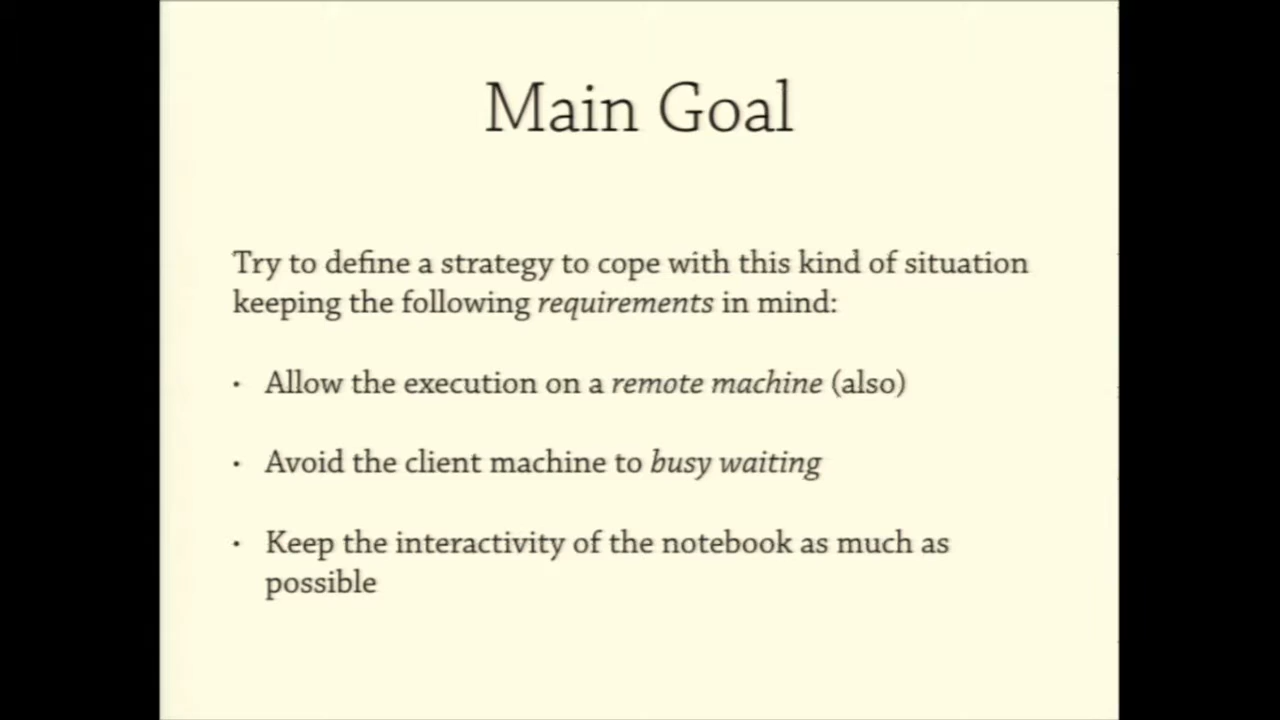 Main Goal
Try to define a strategy to cope with this kind of situation
keeping the following requirements in mind:
• Allow the execution on a remote machine (also)
• Avoid the client machine to busy waiting
• Keep the interactivity of the notebook as much as
possible